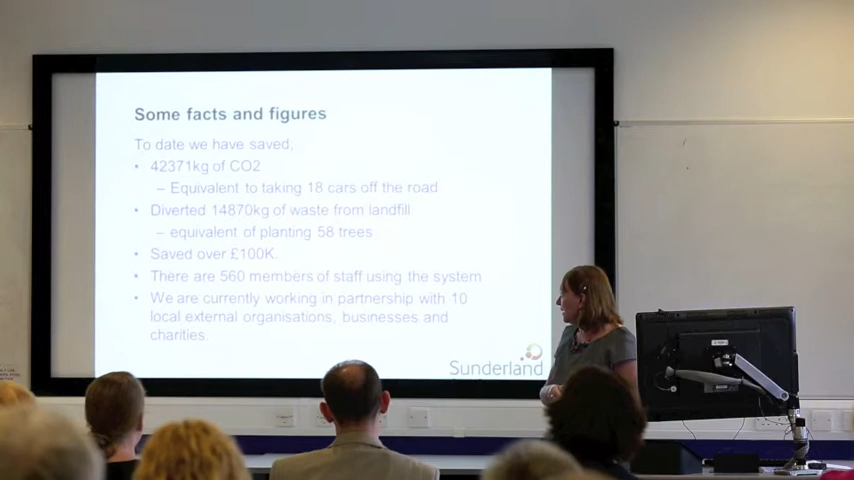 Some facts and figures
To date we have saved,
• 42371kg of CO2
– Equivalent to taking 18 cars off the road
• Diverted 14870kg of waste from landfill
– equivalent of planting 58 trees
• Saved over £100K.
• There are 560 members of staff using the system
• We are currently working in partnership with 10
local external organisations, businesses and
charities.
Sunderland